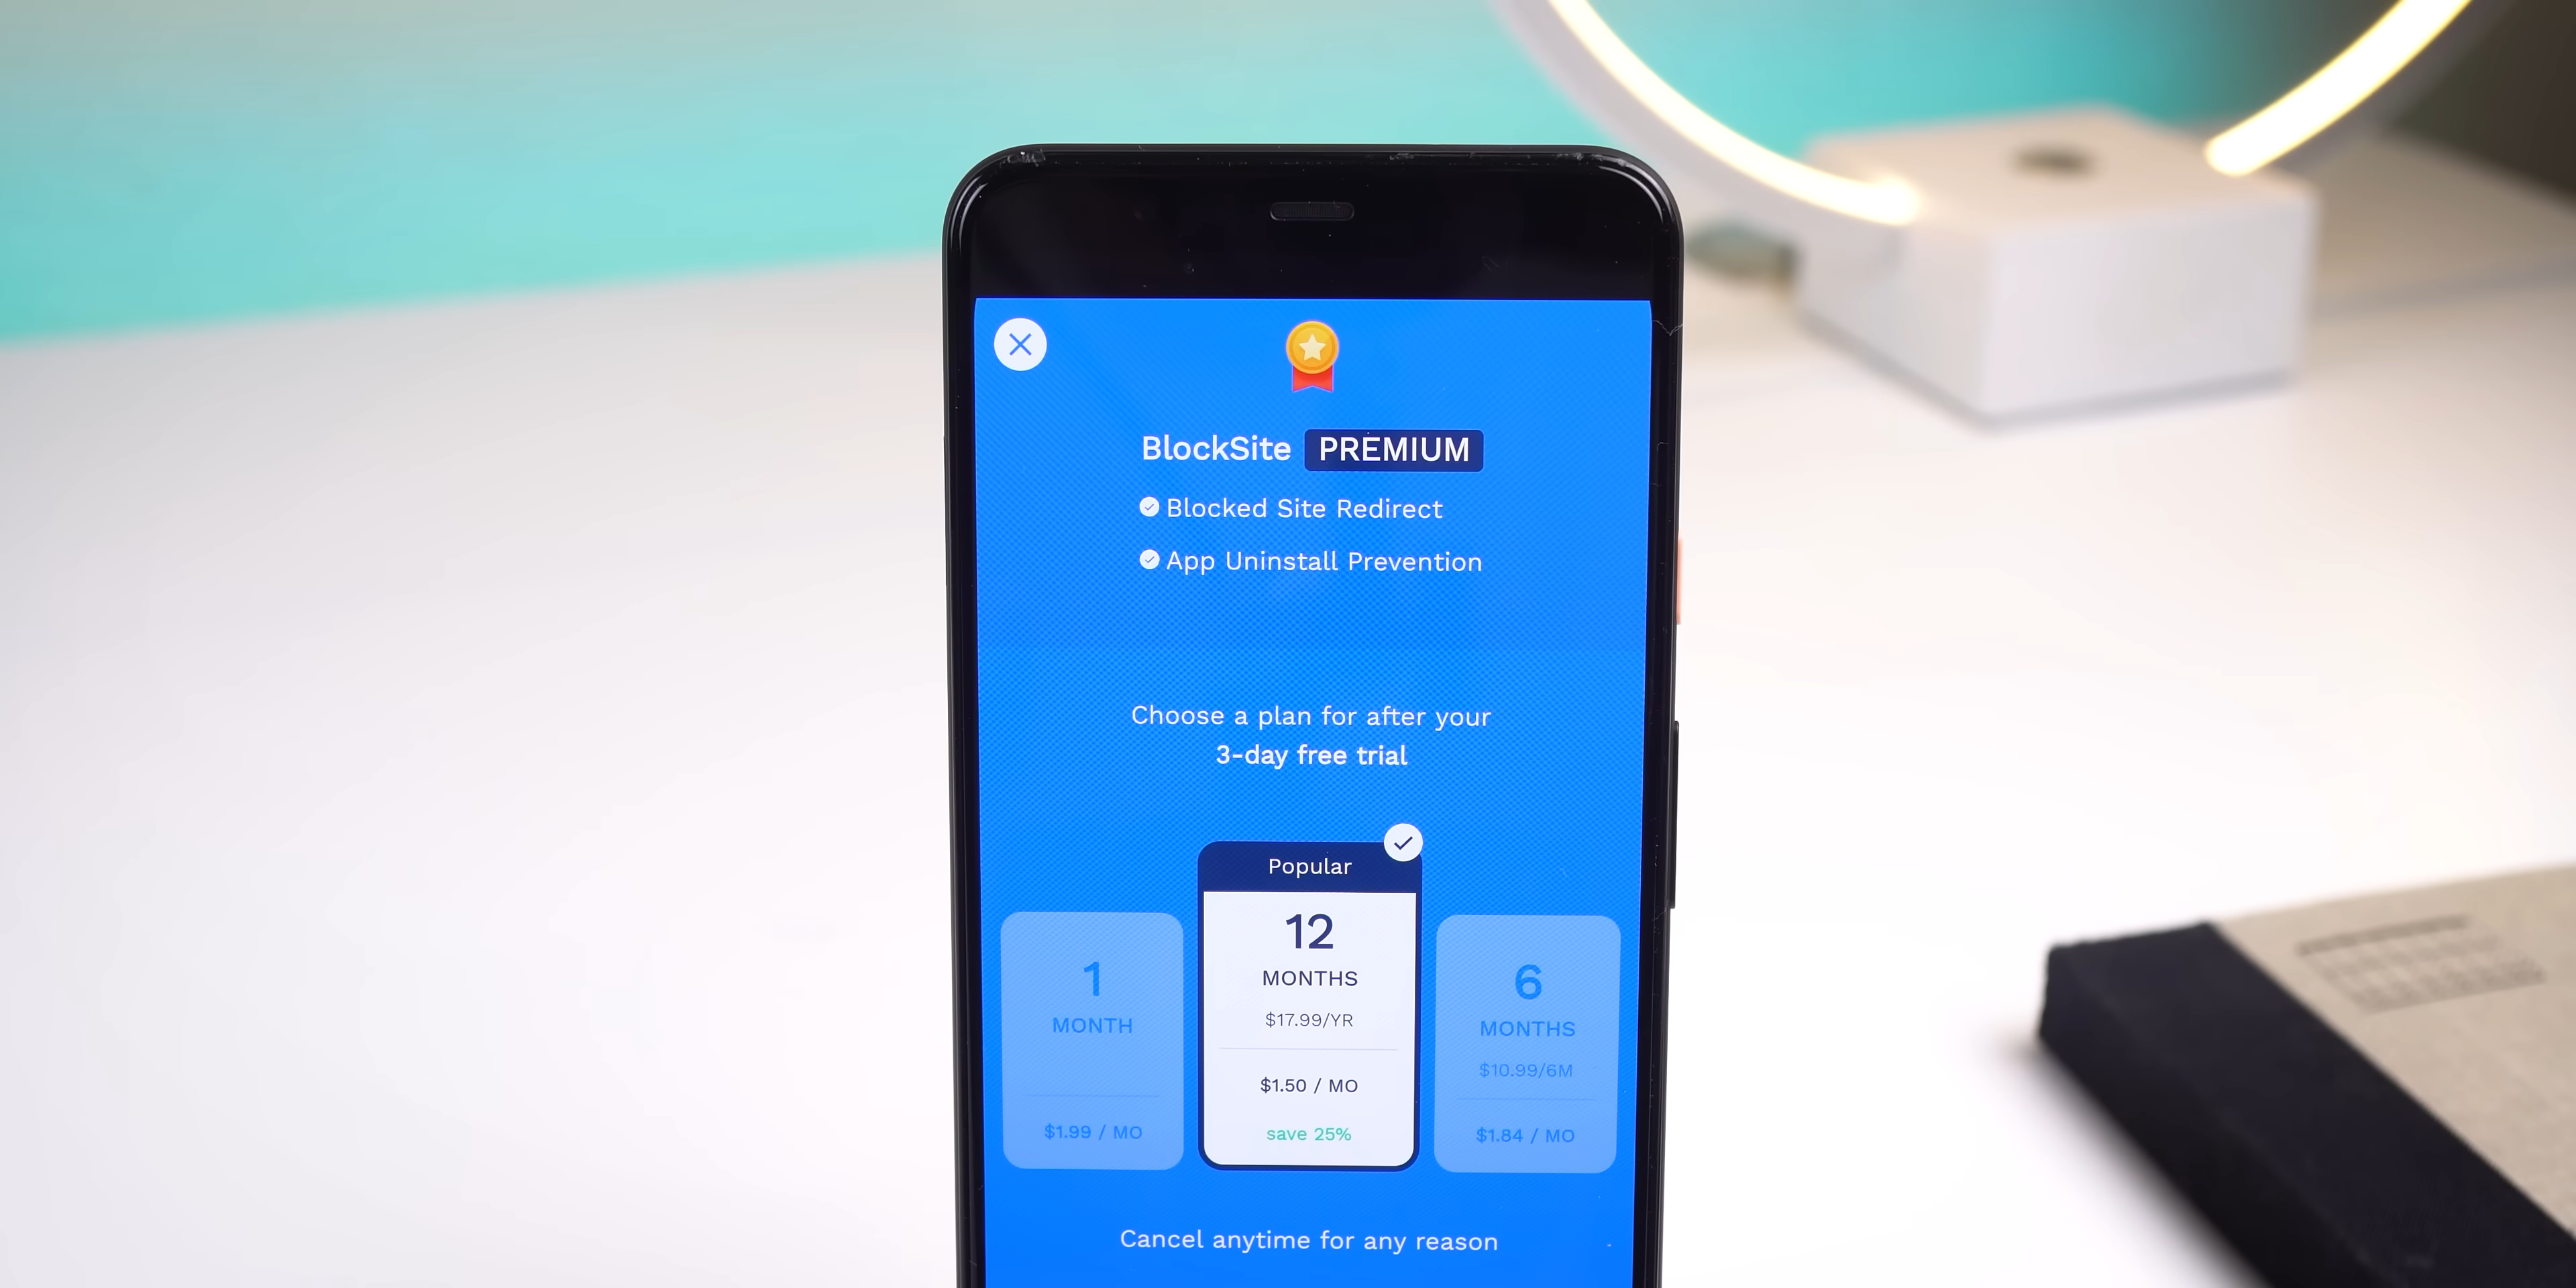 BlockSite PREMIUM
Blocked Site Redirect
App Uninstall Prevention
Choose a plan for after your
3-day free trial
Popular
1
MONTH
$1.99 / MO
12
MONTHS
$17.99/YR
$1.50 / MO
save 25%
6
MONTHS
$10.99/6M
$1.84 / MO
Cancel anytime for any reason